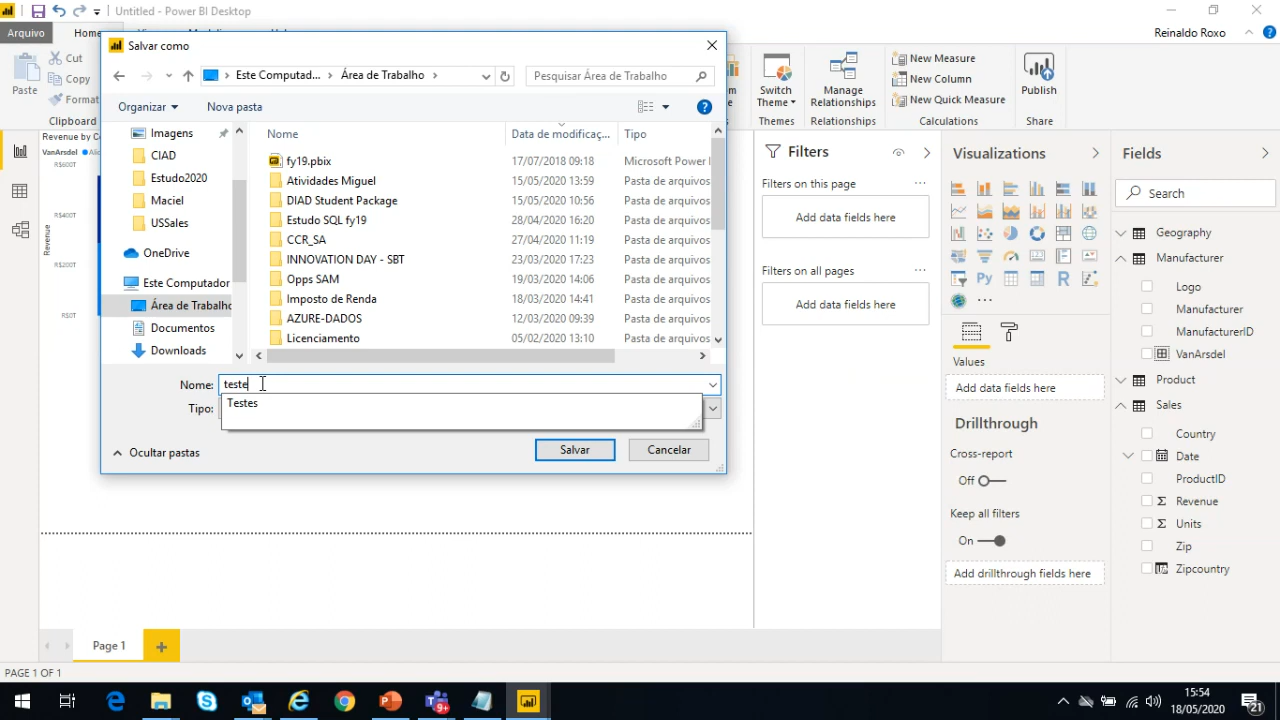 Untitled - Power BI Desktop
Arquivo
Home
Reinaldo Roxo
Paste
Cut
Copy
Format
Clipboard
Switch
Theme
Themes
Manage
Relationships
Relationships
New Measure
New Column
New Quick Measure
Calculations
Publish
Share
Salvar como
Este Computad...
Área de Trabalho
Pesquisar Área de Trabalho
Organizar
Nova pasta
Imagens
CIAD
Estudo2020
Maciel
USSales
OneDrive
Este Computador
Área de Trabalho
Documentos
Downloads
Nome
Data de modificaç...
Tipo
fy19.pbix
17/07/2018 09:18
Microsoft Power
Atividades Miguel
15/05/2020 13:59
Pasta de arquivos
DIAD Student Package
15/05/2020 10:56
Pasta de arquivos
Estudo SQL fy19
28/04/2020 16:20
Pasta de arquivos
CCR_SA
27/04/2020 11:19
Pasta de arquivos
INNOVATION DAY - SBT
23/03/2020 17:23
Pasta de arquivos
Opps SAM
19/03/2020 14:06
Pasta de arquivos
Imposto de Renda
18/03/2020 14:41
Pasta de arquivos
AZURE-DADOS
12/03/2020 09:39
Pasta de arquivos
Licenciamento
05/02/2020 13:10
Pasta de arquivos
Nome:
teste
Testes
Tipo:
Ocultar pastas
Salvar
Cancelar
Revenue by C
VanArsdel
R$600T
R$400T
R$200T
R$0T
Revenue
Filters
Filters on this page
Add data fields here
Filters on all pages
Add data fields here
Visualizations
Py
R
Values
Add data fields here
Drillthrough
Cross-report
Off
Keep all filters
On
Add drillthrough fields here
Fields
Search
Geography
Manufacturer
Logo
Manufacturer
ManufacturerID
VanArsdel
Product
Sales
Country
Date
ProductID
Revenue
Units
Zip
Zipcountry
Page 1
PAGE 1 OF 1
9+
15:54
18/05/2020
21